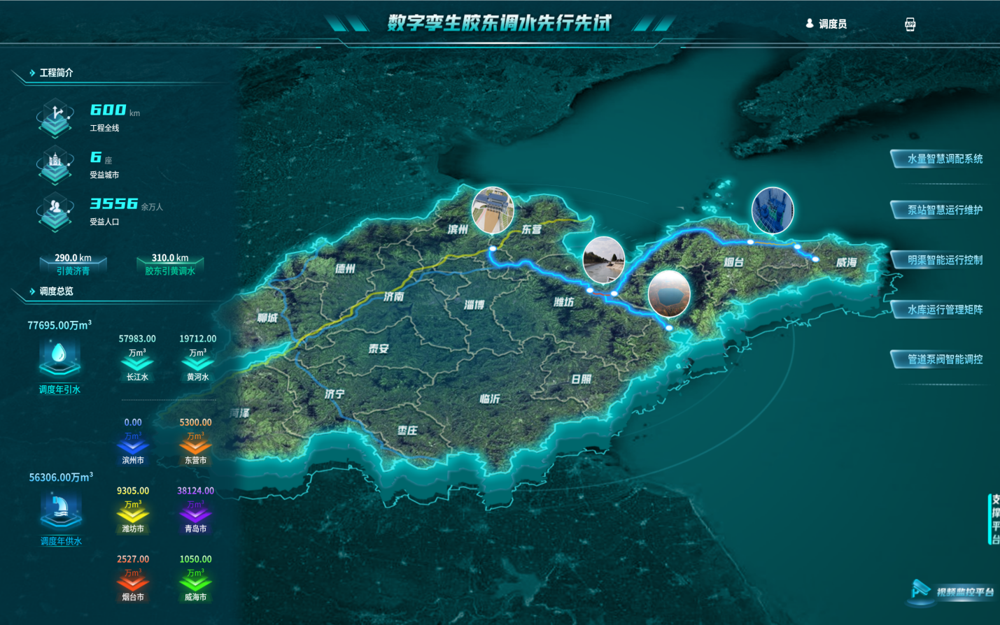 数字孪生胶东调水先行先试
调度员
APP
工程简介
600 km
工程全线
6 座
受益城市
3556 余万人
受益人口
290.0 km
引黄济青
310.0 km
胶东引黄调水
调度总览
77695.00万m³
调度年引水
57983.00
万m³
长江水
19712.00
万m³
黄河水
56306.00万m³
调度年供水
0.00
万m³
滨州市
5300.00
万m³
东营市
9305.00
万m³
潍坊市
38124.00
万m³
青岛市
2527.00
万m³
烟台市
1050.00
万m³
威海市
滨州
东营
德州
济南
淄博
潍坊
烟台
威海
聊城
泰安
济宁
菏泽
枣庄
临沂
日照
水量智慧调配系统
泵站智慧运行维护
明渠智能运行控制
水库运行管理矩阵
管道泵阀智能调控
支撑平台
视频监控平台